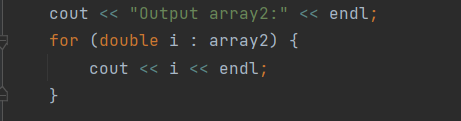 cout << "Output array2:" << endl;
for (double i : array2) {
    cout << i << endl;
}